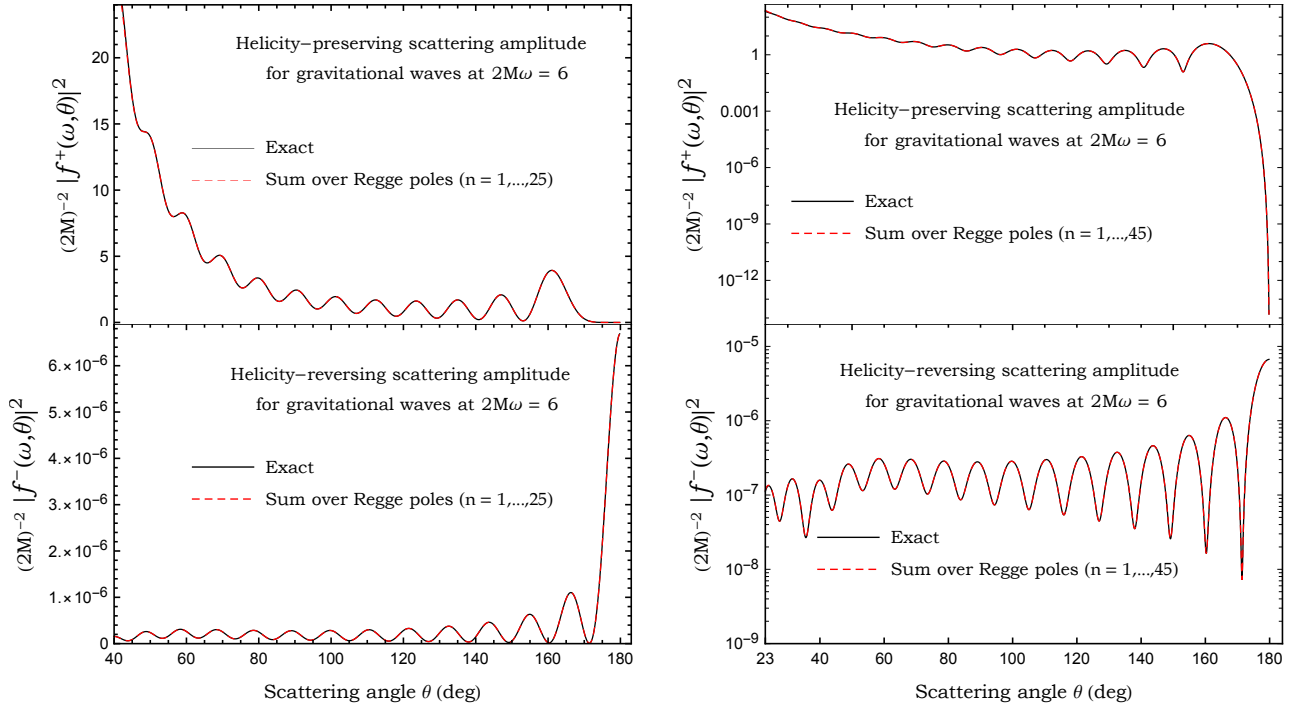 (2M)⁻² |f⁺(ω,θ)|²
20
15
10
5
0
Helicity−preserving scattering amplitude
for gravitational waves at 2Mω = 6
Exact
Sum over Regge poles (n = 1,...,25)
(2M)⁻² |f⁻(ω,θ)|²
6.×10⁻⁶
5.×10⁻⁶
4.×10⁻⁶
3.×10⁻⁶
2.×10⁻⁶
1.×10⁻⁶
0
Helicity−reversing scattering amplitude
for gravitational waves at 2Mω = 6
Exact
Sum over Regge poles (n = 1,...,25)
40 60 80 100 120 140 160 180
Scattering angle θ (deg)
(2M)⁻² |f⁺(ω,θ)|²
1
0.001
10⁻⁶
10⁻⁹
10⁻¹²
Helicity−preserving scattering amplitude
for gravitational waves at 2Mω = 6
Exact
Sum over Regge poles (n = 1,...,45)
(2M)⁻² |f⁻(ω,θ)|²
10⁻⁵
10⁻⁶
10⁻⁷
10⁻⁸
10⁻⁹
Helicity−reversing scattering amplitude
for gravitational waves at 2Mω = 6
Exact
Sum over Regge poles (n = 1,...,45)
23 40 60 80 100 120 140 160 180
Scattering angle θ (deg)